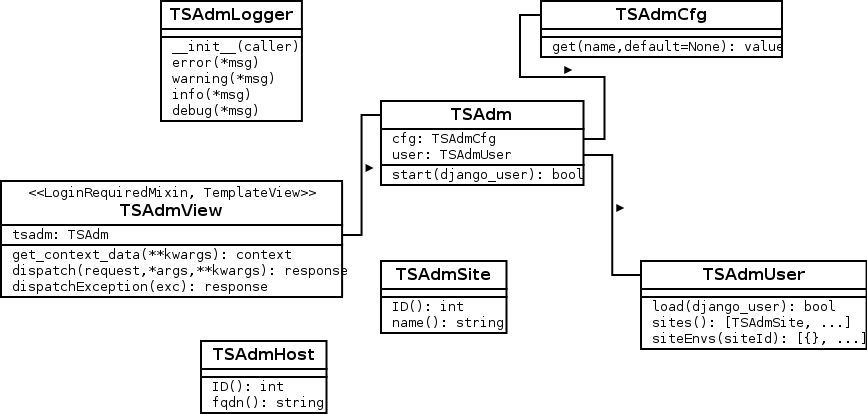 TSAdmLogger
__init__(caller)
error(*msg)
warning(*msg)
info(*msg)
debug(*msg)
TSAdmCfg
get(name,default=None): value
TSAdm
cfg: TSAdmCfg
user: TSAdmUser
start(django_user): bool
<<LoginRequiredMixin, TemplateView>>
TSAdmView
tsadm: TSAdm
get_context_data(**kwargs): context
dispatch(request,*args,**kwargs): response
dispatchException(exc): response
TSAdmSite
ID(): int
name(): string
TSAdmUser
load(django_user): bool
sites(): [TSAdmSite, ...]
siteEnvs(siteId): [{}, ...]
TSAdmHost
ID(): int
fqdn(): string